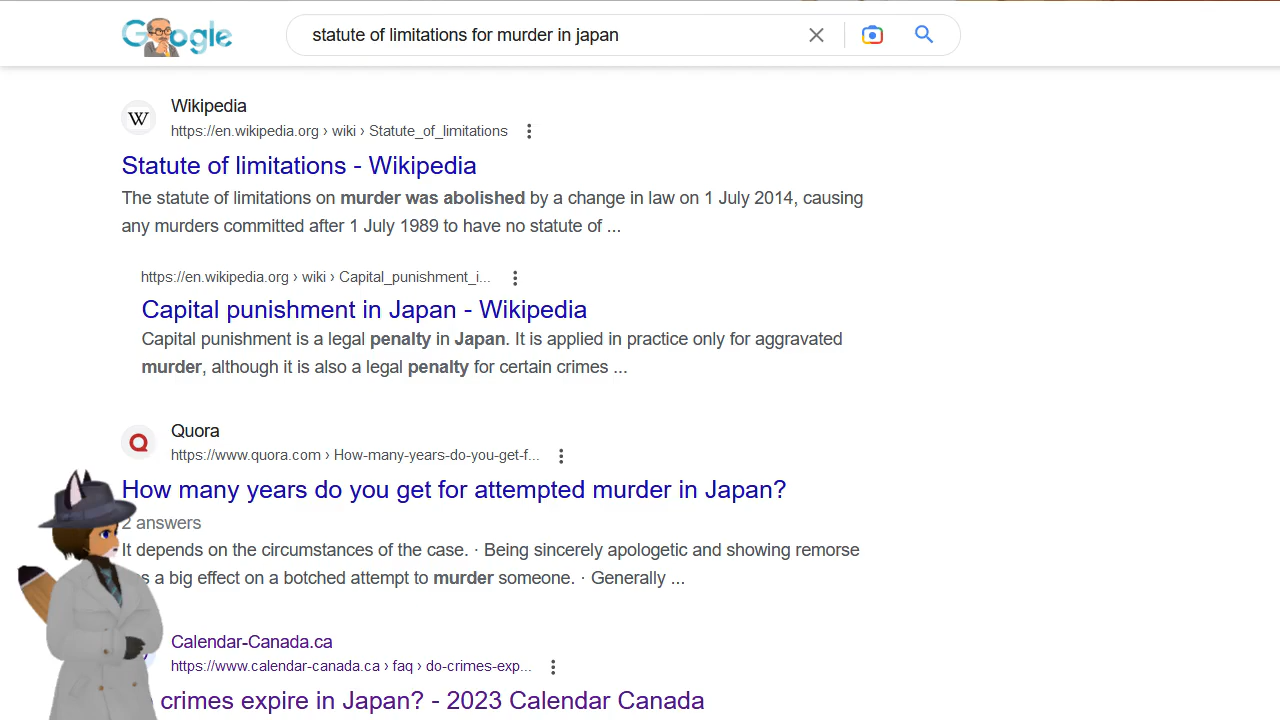 Google
statute of limitations for murder in japan
Wikipedia
https://en.wikipedia.org › wiki › Statute_of_limitations
Statute of limitations - Wikipedia
The statute of limitations on murder was abolished by a change in law on 1 July 2014, causing
any murders committed after 1 July 1989 to have no statute of ...
https://en.wikipedia.org › wiki › Capital_punishment_i...
Capital punishment in Japan - Wikipedia
Capital punishment is a legal penalty in Japan. It is applied in practice only for aggravated
murder, although it is also a legal penalty for certain crimes ...
Quora
https://www.quora.com › How-many-years-do-you-get-f...
How many years do you get for attempted murder in Japan?
2 answers
It depends on the circumstances of the case. · Being sincerely apologetic and showing remorse
a big effect on a botched attempt to murder someone. · Generally ...
Calendar-Canada.ca
https://www.calendar-canada.ca › faq › do-crimes-exp...
crimes expire in Japan? - 2023 Calendar Canada